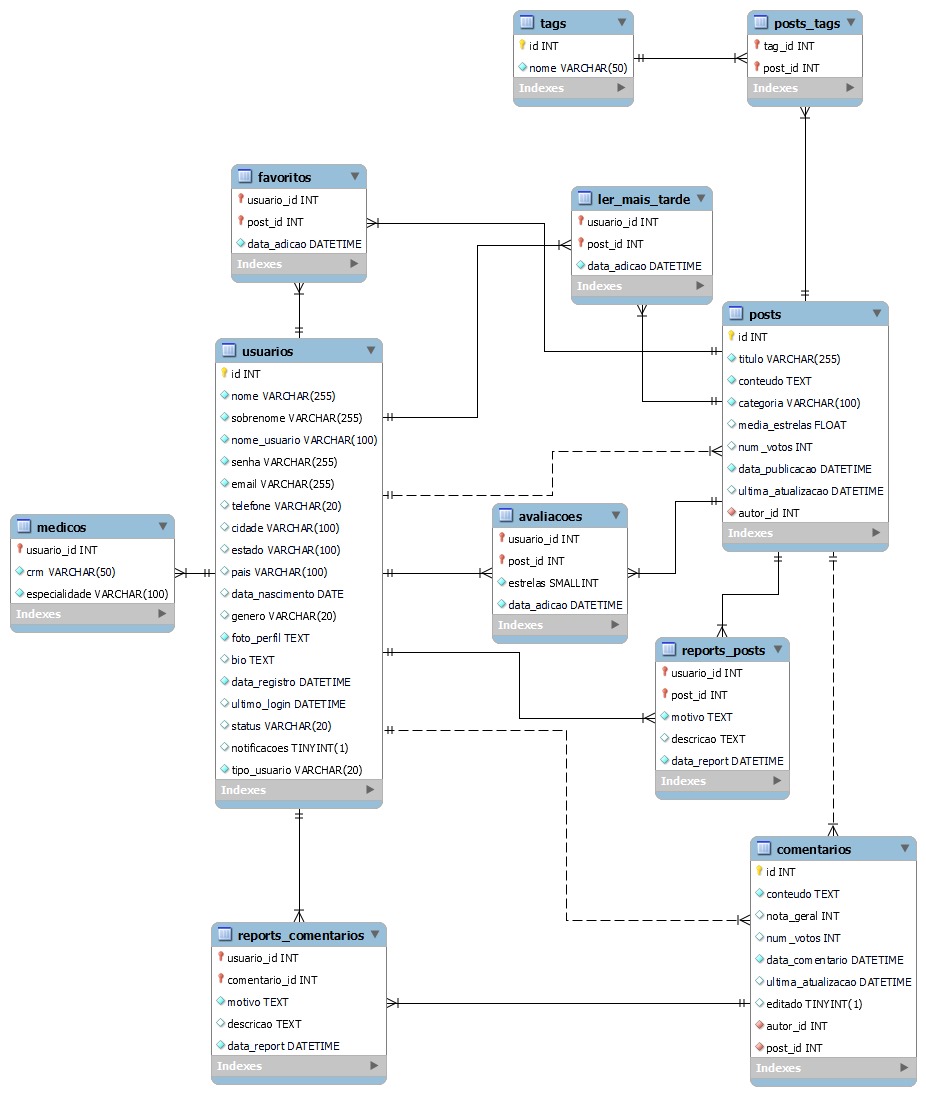 tags
id INT
nome VARCHAR(50)
Indexes
posts_tags
tag_id INT
post_id INT
Indexes
favoritos
usuario_id INT
post_id INT
data_adicao DATETIME
Indexes
ler_mais_tarde
usuario_id INT
post_id INT
data_adicao DATETIME
Indexes
posts
id INT
titulo VARCHAR(255)
conteudo TEXT
categoria VARCHAR(100)
media_estrelas FLOAT
num_votos INT
data_publicacao DATETIME
ultima_atualizacao DATETIME
autor_id INT
Indexes
usuarios
id INT
nome VARCHAR(255)
sobrenome VARCHAR(255)
nome_usuario VARCHAR(100)
senha VARCHAR(255)
email VARCHAR(255)
telefone VARCHAR(20)
cidade VARCHAR(100)
estado VARCHAR(100)
pais VARCHAR(100)
data_nascimento DATE
genero VARCHAR(20)
foto_perfil TEXT
bio TEXT
data_registro DATETIME
ultimo_login DATETIME
status VARCHAR(20)
notificacoes TINYINT(1)
tipo_usuario VARCHAR(20)
Indexes
medicos
usuario_id INT
crm VARCHAR(50)
especialidade VARCHAR(100)
Indexes
avaliacoes
usuario_id INT
post_id INT
estrelas SMALLINT
data_adicao DATETIME
Indexes
reports_posts
usuario_id INT
post_id INT
motivo TEXT
descricao TEXT
data_report DATETIME
Indexes
comentarios
id INT
conteudo TEXT
nota_geral INT
num_votos INT
data_comentario DATETIME
ultima_atualizacao DATETIME
editado TINYINT(1)
autor_id INT
post_id INT
Indexes
reports_comentarios
usuario_id INT
comentario_id INT
motivo TEXT
descricao TEXT
data_report DATETIME
Indexes